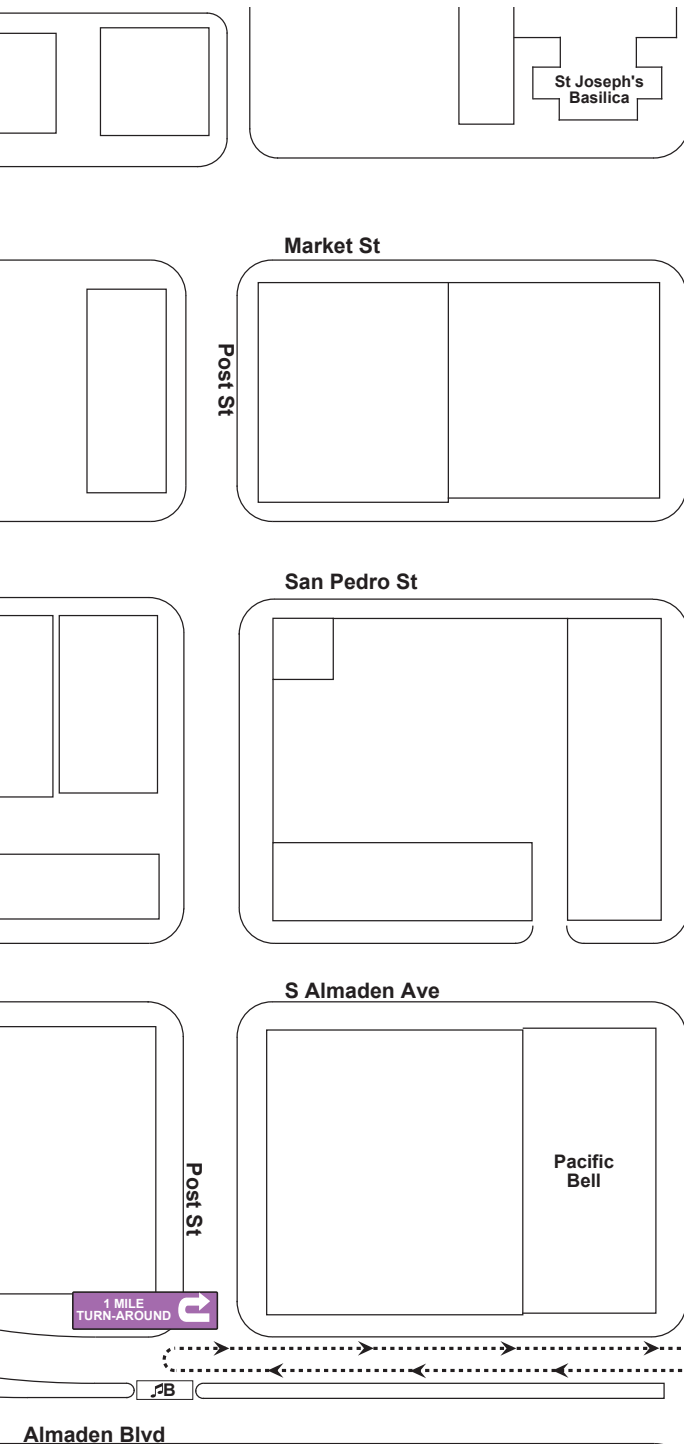 St Joseph's
Basilica
Market St
Post St
San Pedro St
S Almaden Ave
Pacific
Bell
Post St
1 MILE
TURN-AROUND
♫B
Almaden Blvd